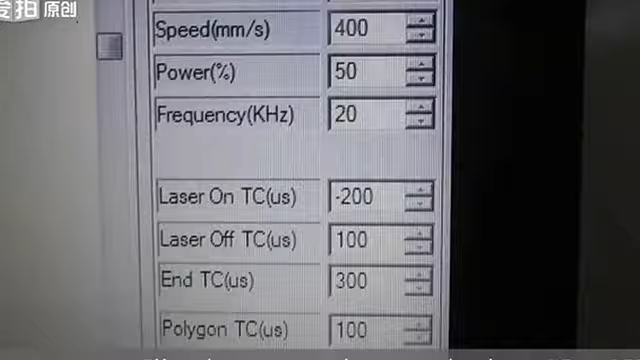 爱拍 原创
Speed(mm/s) 400
Power(%) 50
Frequency(KHz) 20
Laser On TC(us) -200
Laser Off TC(us) 100
End TC(us) 300
Polygon TC(us) 100